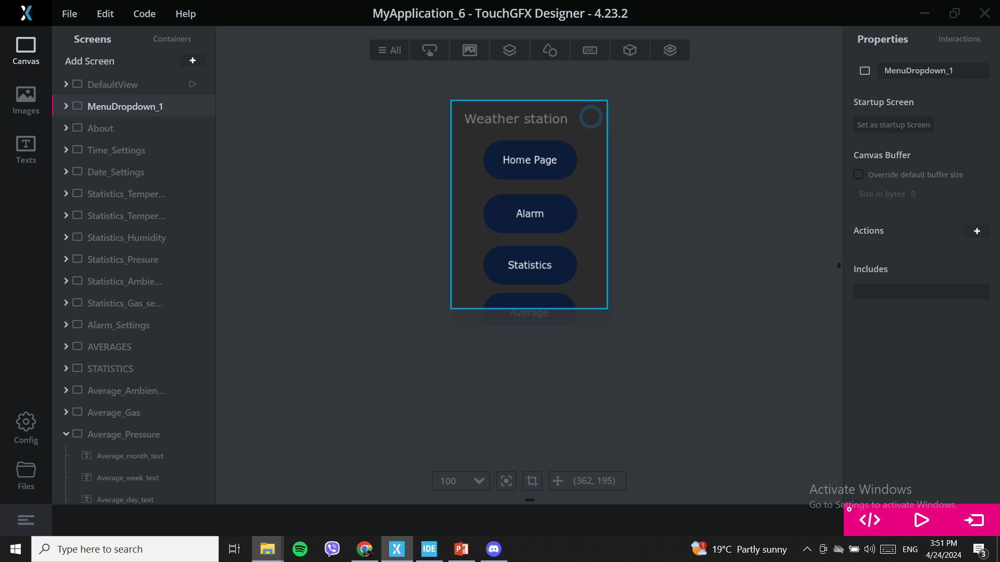 File Edit Code Help
MyApplication_6 - TouchGFX Designer - 4.23.2
Canvas
Images
Texts
Config
Files
Screens Containers
Add Screen +
DefaultView
MenuDropdown_1
About
Time_Settings
Date_Settings
Statistics_Temper...
Statistics_Temper...
Statistics_Humidity
Statistics_Presure
Statistics_Ambie...
Statistics_Gas_se...
Alarm_Settings
AVERAGES
STATISTICS
Average_Ambien...
Average_Gas
Average_Pressure
Average_month_text
Average_week_text
Average_day_text
All
Weather station
Home Page
Alarm
Statistics
Average
100
(362, 195)
Properties Interactions
MenuDropdown_1
Startup Screen
Set as startup Screen
Canvas Buffer
Override default buffer size
Size in bytes 0
Actions +
Includes
Activate Windows
Go to Settings to activate Windows.
Type here to search
IDE
1
19°C Partly sunny
ENG
3:51 PM
4/24/2024
3